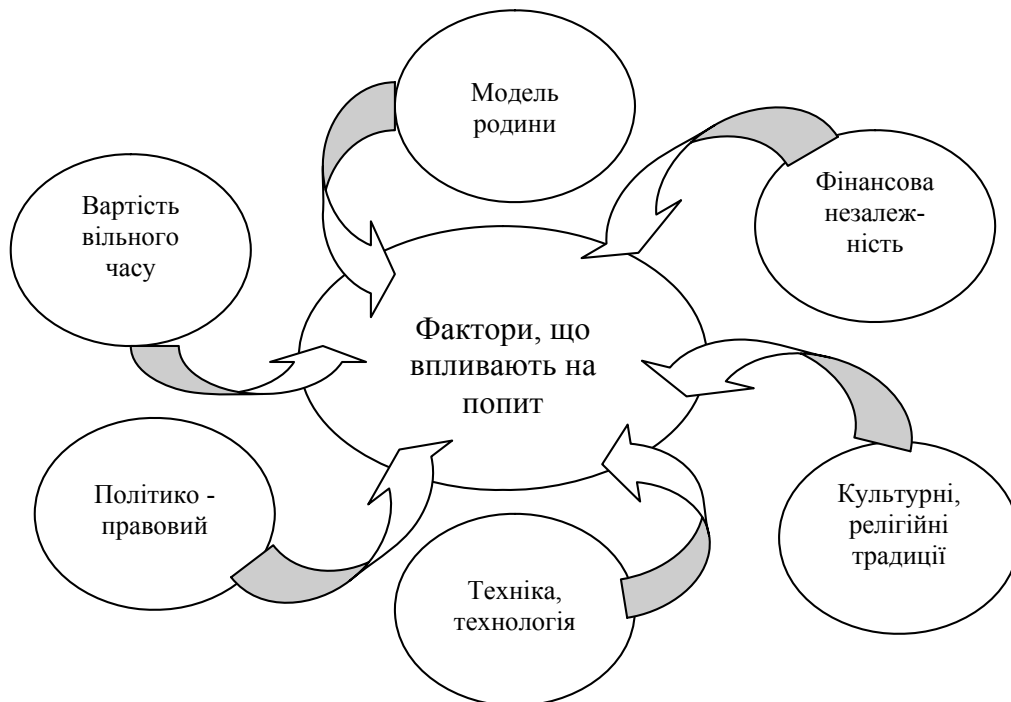 Модель
родини
Фінансова
незалеж-
ність
Вартість
вільного
часу
Фактори, що
впливають на
попит
Політико -
правовий
Культурні,
релігійні
традиції
Техніка,
технологія